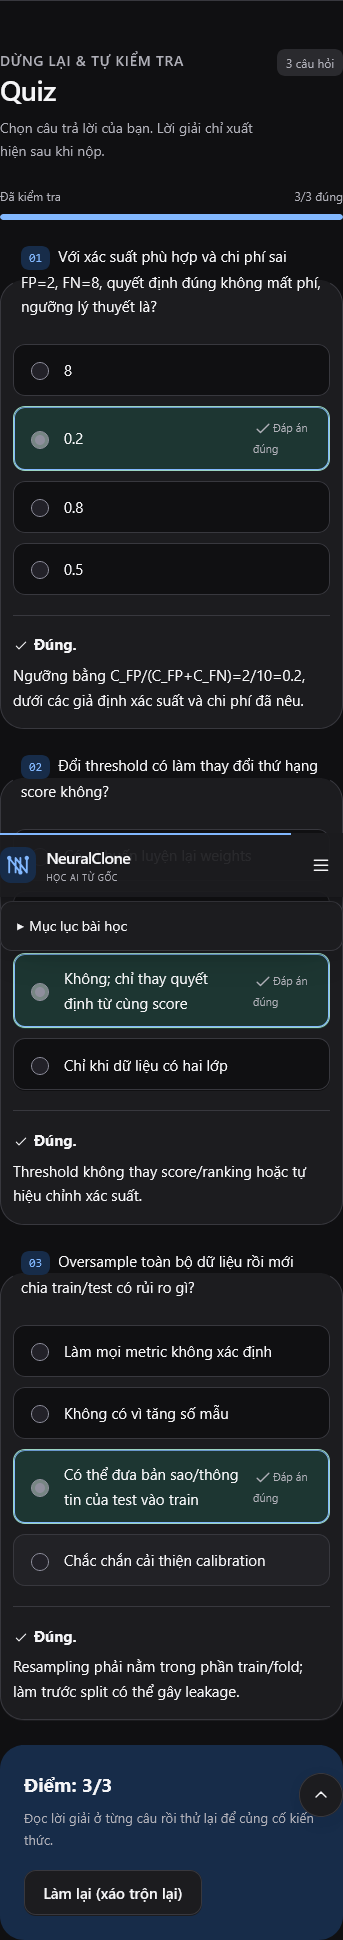 DỪNG LẠI & TỰ KIỂM TRA
3 câu hỏi
Quiz
Chọn câu trả lời của bạn. Lời giải chỉ xuất
hiện sau khi nộp.
Đã kiểm tra
3/3 đúng
01 Với xác suất phù hợp và chi phí sai
FP=2, FN=8, quyết định đúng không mất phí,
ngưỡng lý thuyết là?
8
0.2
Đáp án
đúng
0.8
0.5
Đúng.
Ngưỡng bằng C_FP/(C_FP+C_FN)=2/10=0.2,
dưới các giả định xác suất và chi phí đã nêu.
02 Đổi threshold có làm thay đổi thứ hạng
score không?
luyện lại weights
NeuralClone
HỌC AI TỪ GỐC
Mục lục bài học
Không; chỉ thay quyết
định từ cùng score
Đáp án
đúng
Chỉ khi dữ liệu có hai lớp
Đúng.
Threshold không thay score/ranking hoặc tự
hiệu chỉnh xác suất.
03 Oversample toàn bộ dữ liệu rồi mới
chia train/test có rủi ro gì?
Làm mọi metric không xác định
Không có vì tăng số mẫu
Có thể đưa bản sao/thông
tin của test vào train
Đáp án
đúng
Chắc chắn cải thiện calibration
Đúng.
Resampling phải nằm trong phần train/fold;
làm trước split có thể gây leakage.
Điểm: 3/3
Đọc lời giải ở từng câu rồi thử lại để củng cố kiến
thức.
Làm lại (xáo trộn lại)